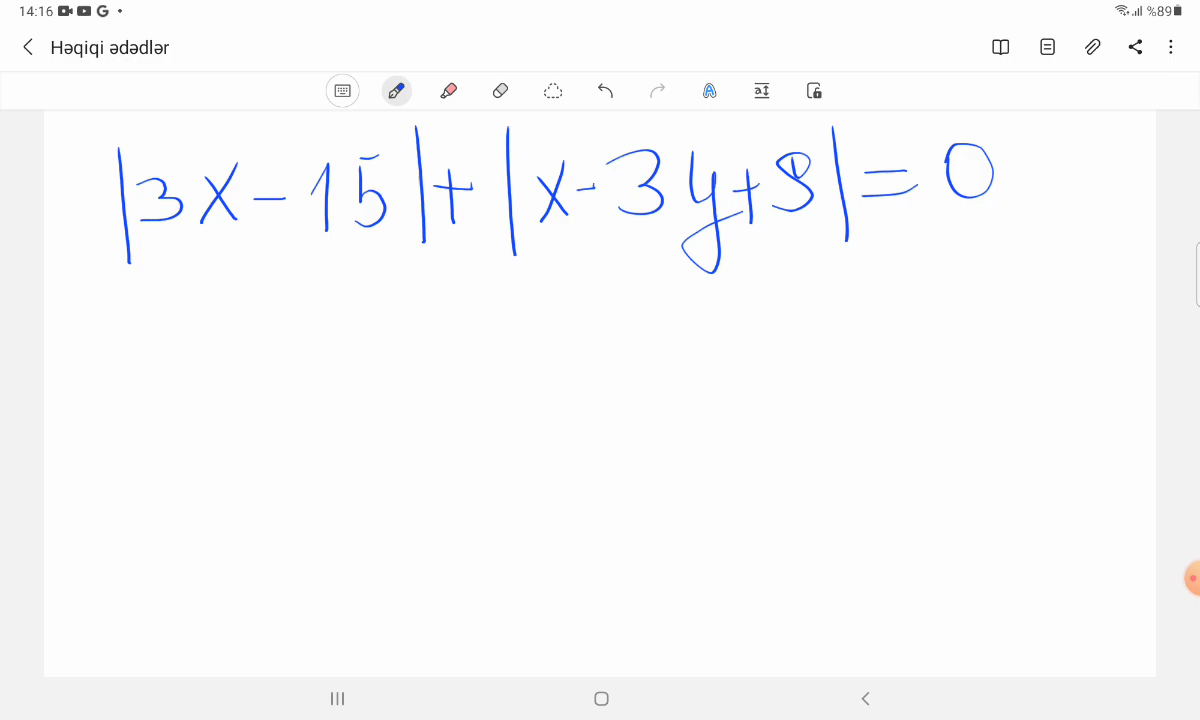 14:16 G • %89
Həqiqi ədədlər
|3x-15|+|x-3y+8|=0